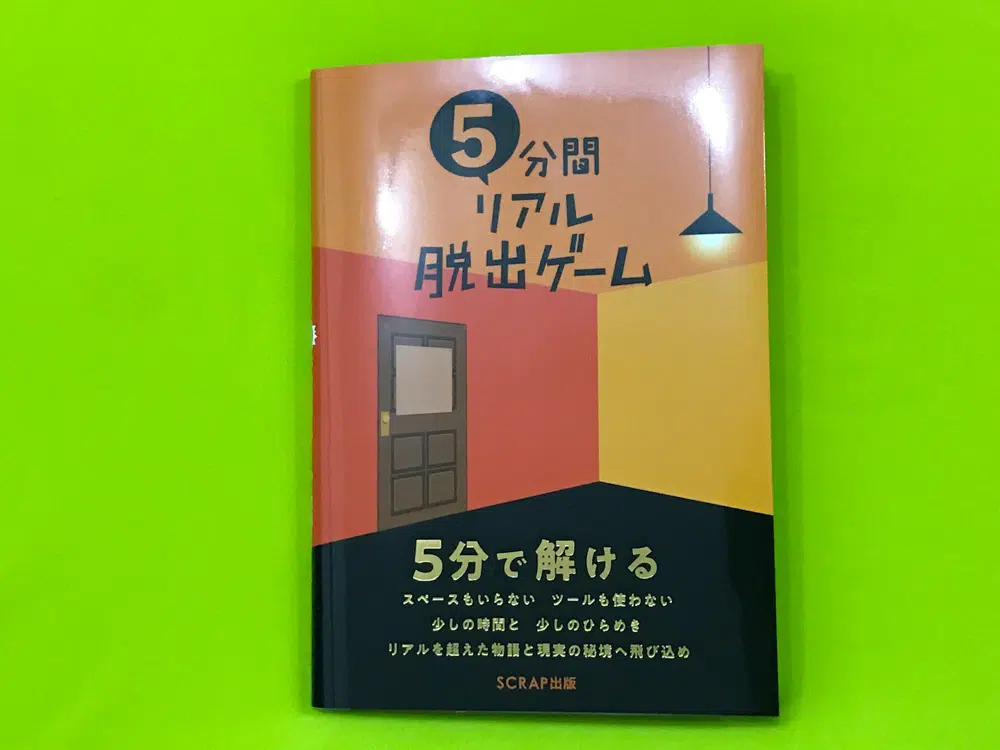 5分間
リアル
脱出ゲーム
5分で解ける
スペースもいらない　ツールも使わない
少しの時間と　少しのひらめき
リアルを超えた物語と現実の秘境へ飛び込め
SCRAP出版